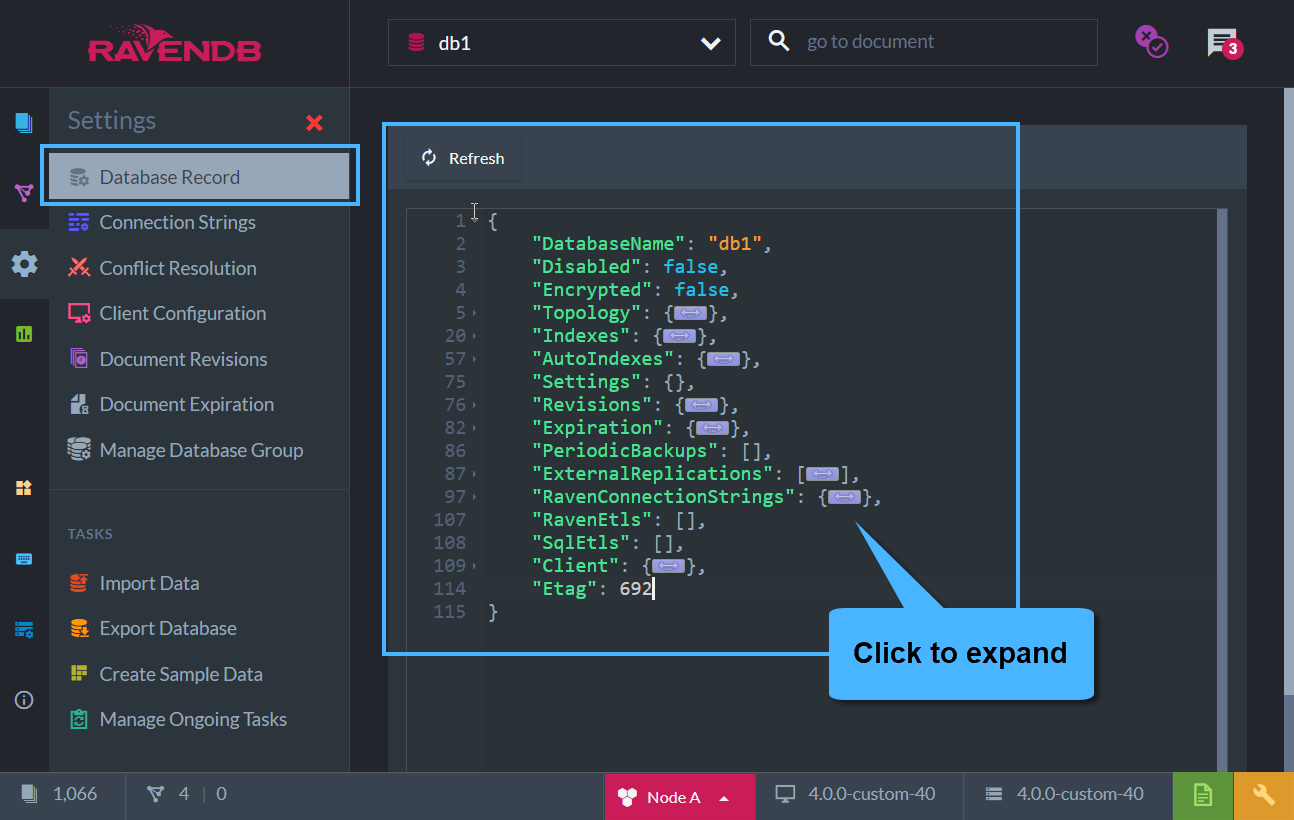 RAVENDB
db1
go to document
3
Settings
Database Record
Connection Strings
Conflict Resolution
Client Configuration
Document Revisions
Document Expiration
Manage Database Group
TASKS
Import Data
Export Database
Create Sample Data
Manage Ongoing Tasks
Refresh
1 {
2 "DatabaseName": "db1",
3 "Disabled": false,
4 "Encrypted": false,
5 "Topology": {↔},
20 "Indexes": {↔},
57 "AutoIndexes": {↔},
75 "Settings": {},
76 "Revisions": {↔},
82 "Expiration": {↔},
86 "PeriodicBackups": [],
87 "ExternalReplications": [↔],
97 "RavenConnectionStrings": {↔},
107 "RavenEtls": [],
108 "SqlEtls": [],
109 "Client": {↔},
114 "Etag": 692
115 }
Click to expand
1,066 4 | 0 Node A 4.0.0-custom-40 4.0.0-custom-40